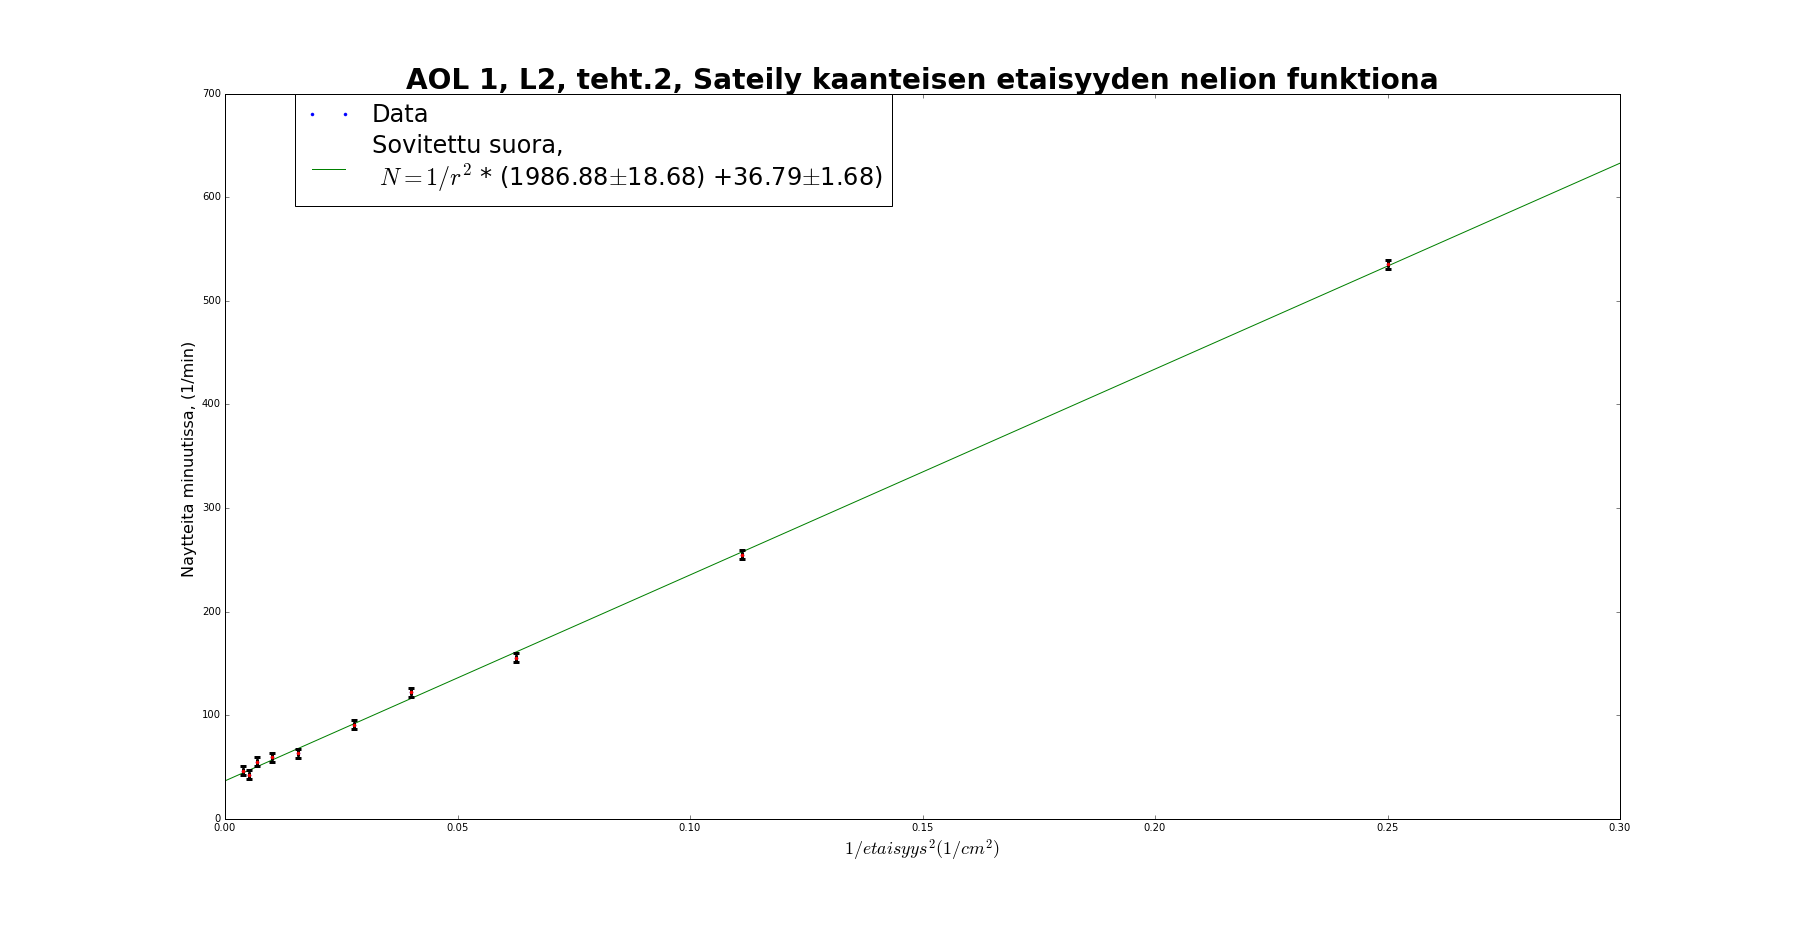 AOL 1, L2, teht.2, Sateily kaanteisen etaisyyden nelion funktiona
Data
Sovitettu suora,
N = 1/r² * (1986.88±18.68) +36.79±1.68)
Naytteita minuutissa, (1/min)
700
600
500
400
300
200
100
0
0.00 0.05 0.10 0.15 0.20 0.25 0.30
1/etaisyys²(1/cm²)